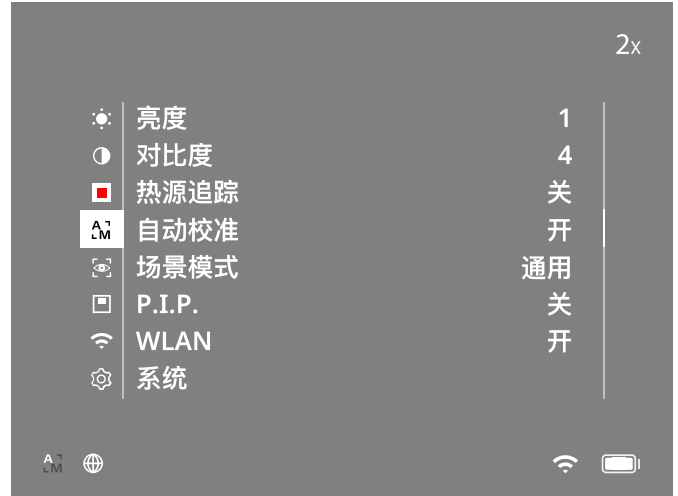 2x
亮度 1
对比度 4
热源追踪 关
A M 自动校准 开
场景模式 通用
P.I.P. 关
WLAN 开
系统
A M